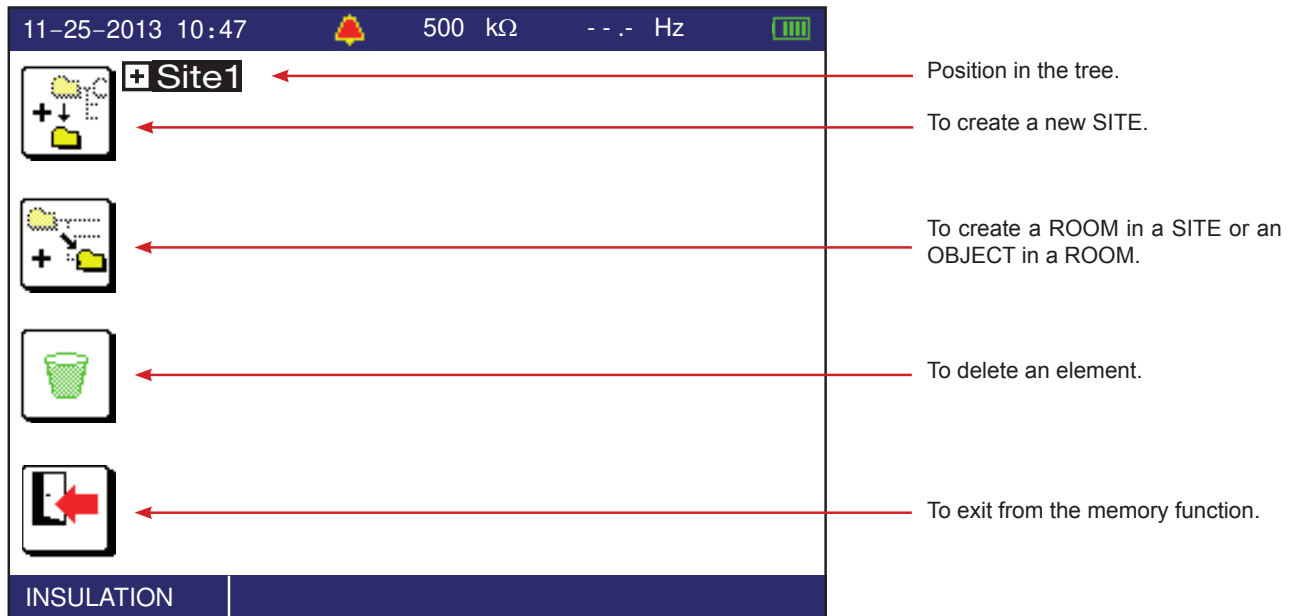 11-25-2013 10:47 500 kΩ - - .- Hz
Site1
Position in the tree.
To create a new SITE.
To create a ROOM in a SITE or an
OBJECT in a ROOM.
To delete an element.
To exit from the memory function.
INSULATION